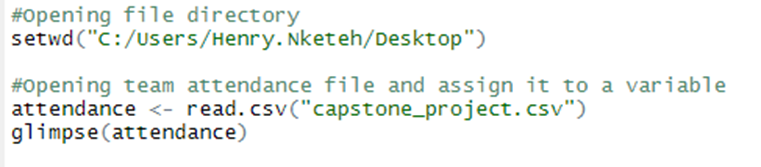 #Opening file directory
setwd("C:/Users/Henry.Nketeh/Desktop")
#Opening team attendance file and assign it to a variable
attendance <- read.csv("capstone_project.csv")
glimpse(attendance)